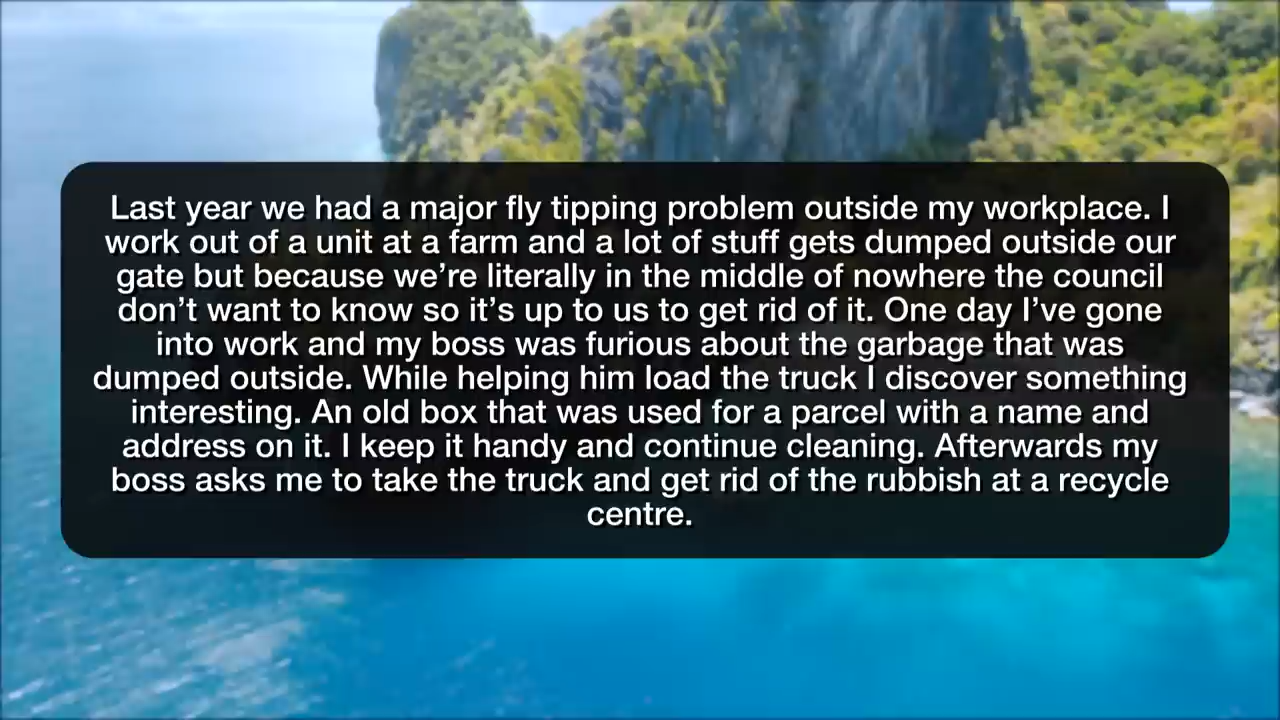 Last year we had a major fly tipping problem outside my workplace. I
work out of a unit at a farm and a lot of stuff gets dumped outside our
gate but because we’re literally in the middle of nowhere the council
don’t want to know so it’s up to us to get rid of it. One day I’ve gone
into work and my boss was furious about the garbage that was
dumped outside. While helping him load the truck I discover something
interesting. An old box that was used for a parcel with a name and
address on it. I keep it handy and continue cleaning. Afterwards my
boss asks me to take the truck and get rid of the rubbish at a recycle
centre.